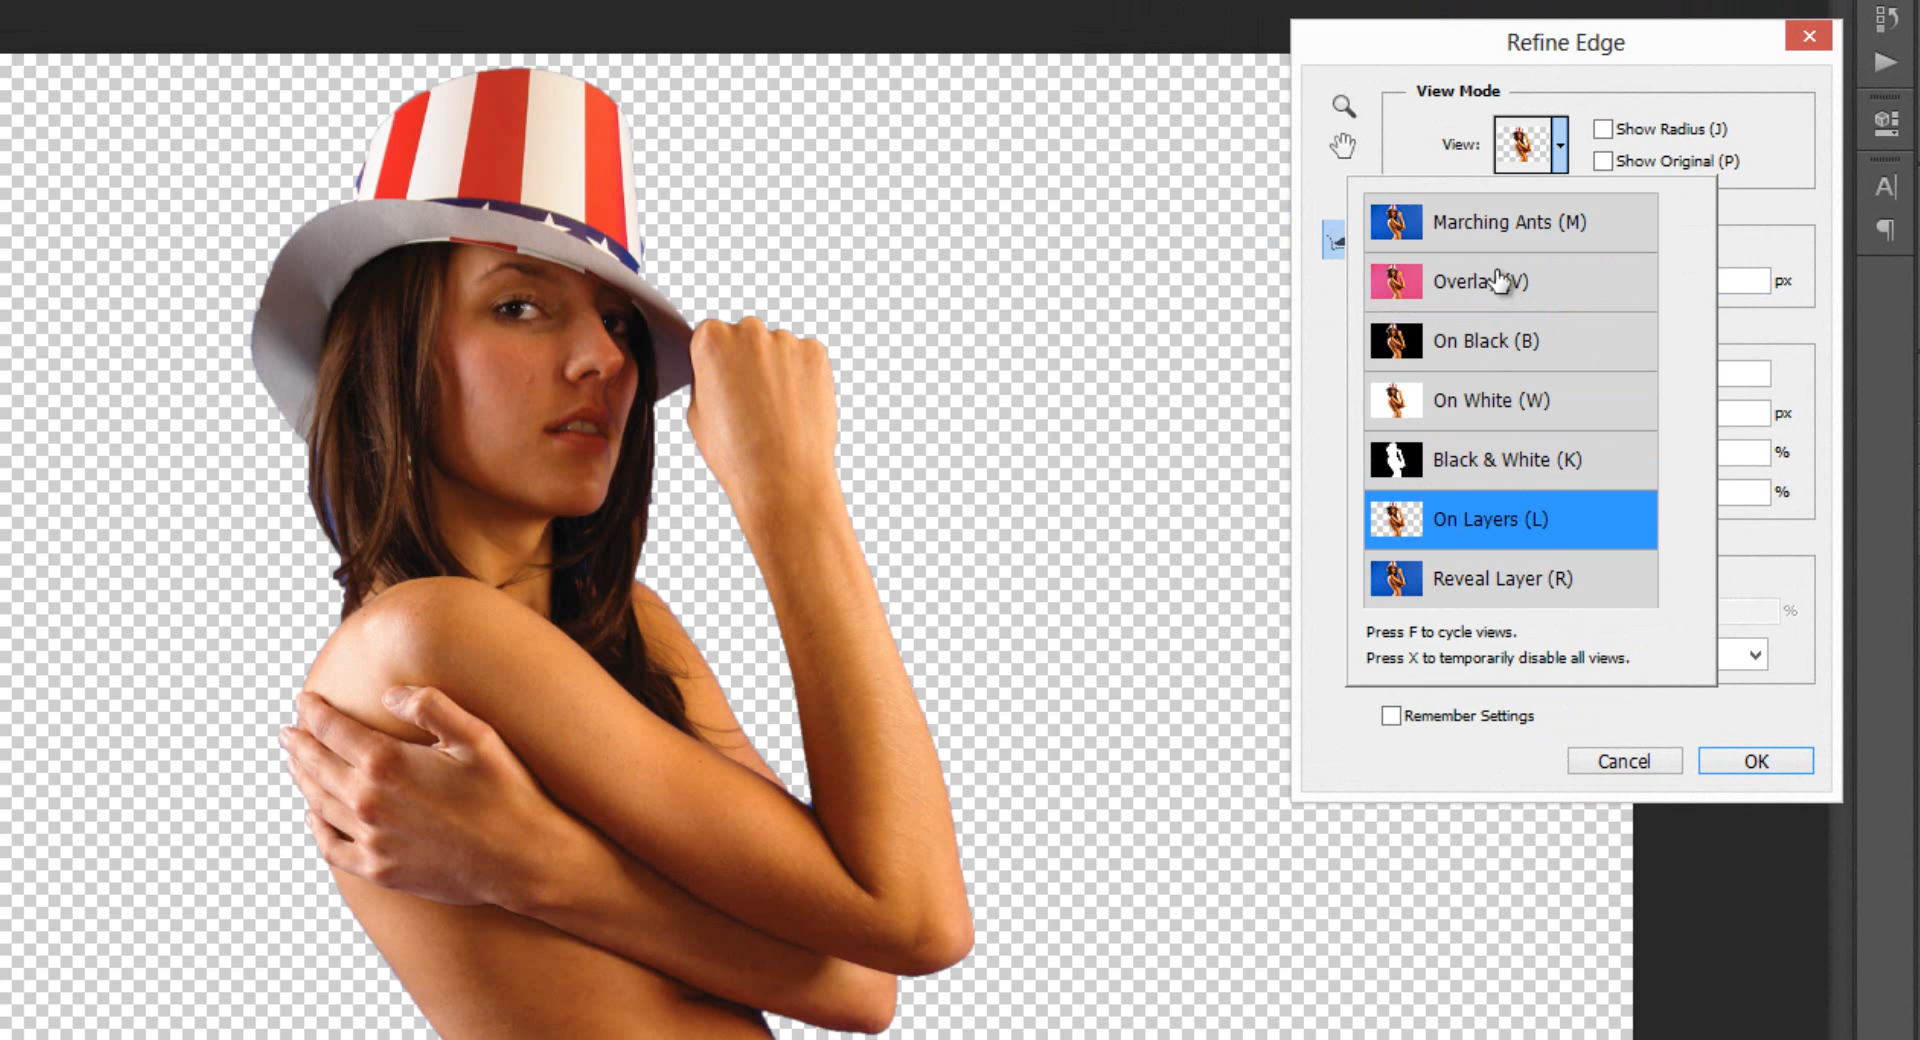 Refine Edge
View Mode
View:
Show Radius (J)
Show Original (P)
Marching Ants (M)
Overlay (V)
px
On Black (B)
On White (W)
px
Black & White (K)
%
%
On Layers (L)
Reveal Layer (R)
%
Press F to cycle views.
Press X to temporarily disable all views.
Remember Settings
Cancel
OK